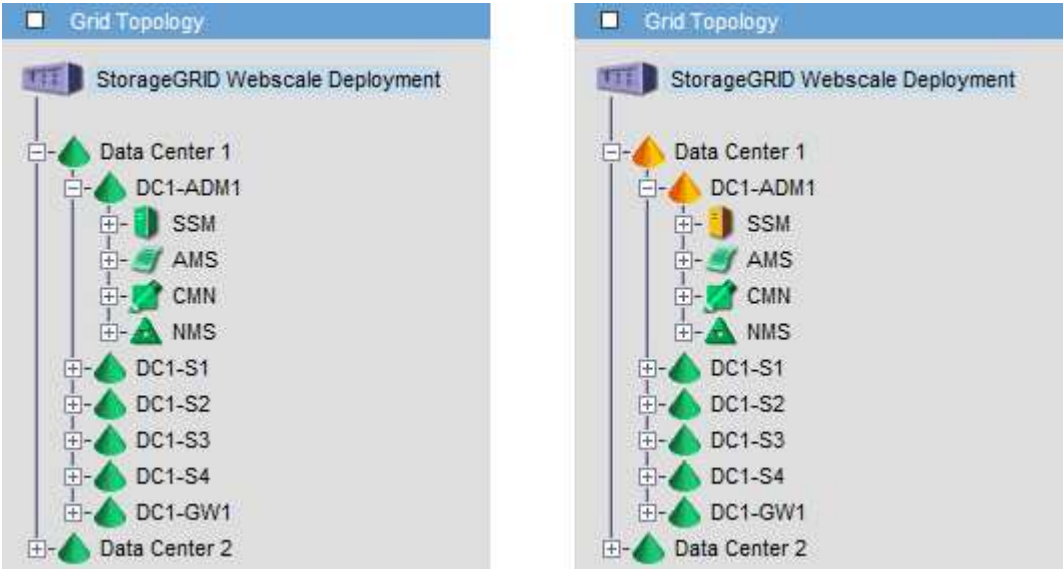 Grid Topology
StorageGRID Webscale Deployment
Data Center 1
DC1-ADM1
SSM
AMS
CMN
NMS
DC1-S1
DC1-S2
DC1-S3
DC1-S4
DC1-GW1
Data Center 2
Grid Topology
StorageGRID Webscale Deployment
Data Center 1
DC1-ADM1
SSM
AMS
CMN
NMS
DC1-S1
DC1-S2
DC1-S3
DC1-S4
DC1-GW1
Data Center 2